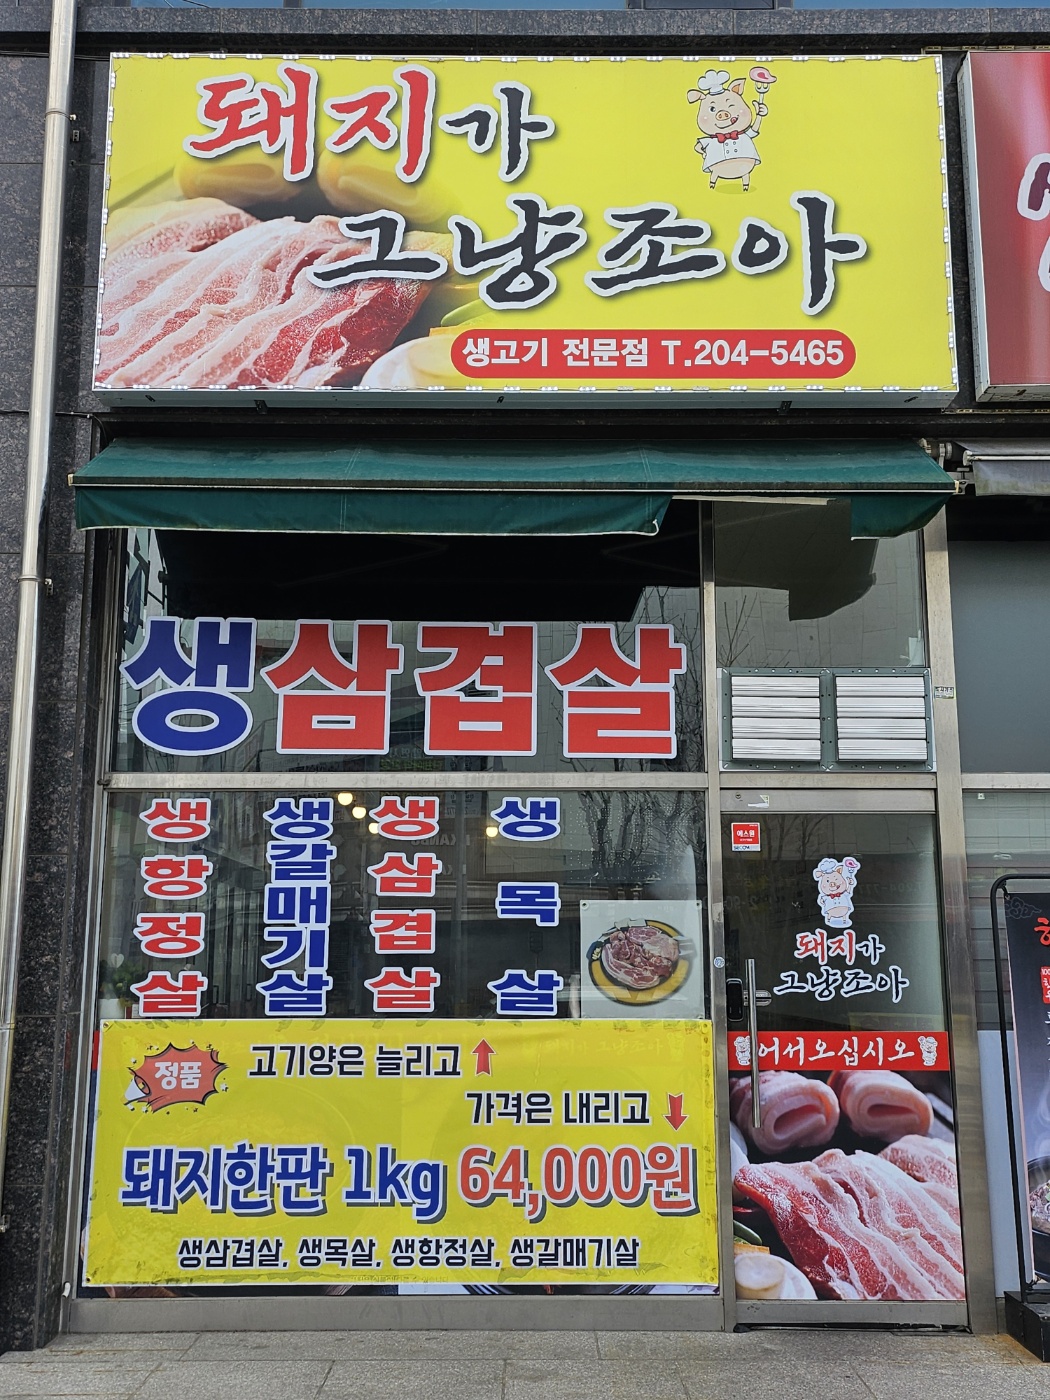 돼지가
그냥조아
생고기 전문점 T.204-5465
생삼겹살
생항정살
생갈매기살
생삼겹살
생목살
에스원
돼지가
그냥조아
어서오십시오
정품
고기양은 늘리고
가격은 내리고
돼지한판 1kg 64,000원
생삼겹살, 생목살, 생항정살, 생갈매기살